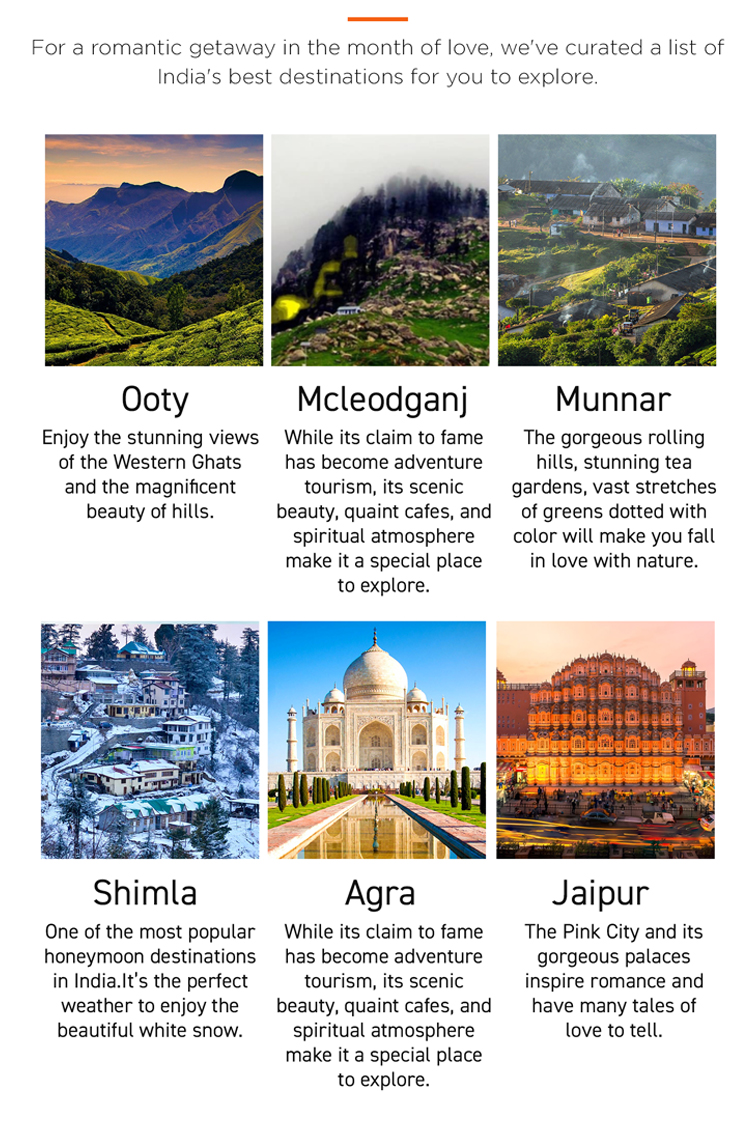 For a romantic getaway in the month of love, we've curated a list of
India's best destinations for you to explore.
Ooty
Enjoy the stunning views
of the Western Ghats
and the magnificent
beauty of hills.
Mcleodganj
While its claim to fame
has become adventure
tourism, its scenic
beauty, quaint cafes, and
spiritual atmosphere
make it a special place
to explore.
Munnar
The gorgeous rolling
hills, stunning tea
gardens, vast stretches
of greens dotted with
color will make you fall
in love with nature.
Shimla
One of the most popular
honeymoon destinations
in India.It's the perfect
weather to enjoy the
beautiful white snow.
Agra
While its claim to fame
has become adventure
tourism, its scenic
beauty, quaint cafes, and
spiritual atmosphere
make it a special place
to explore.
Jaipur
The Pink City and its
gorgeous palaces
inspire romance and
have many tales of
love to tell.